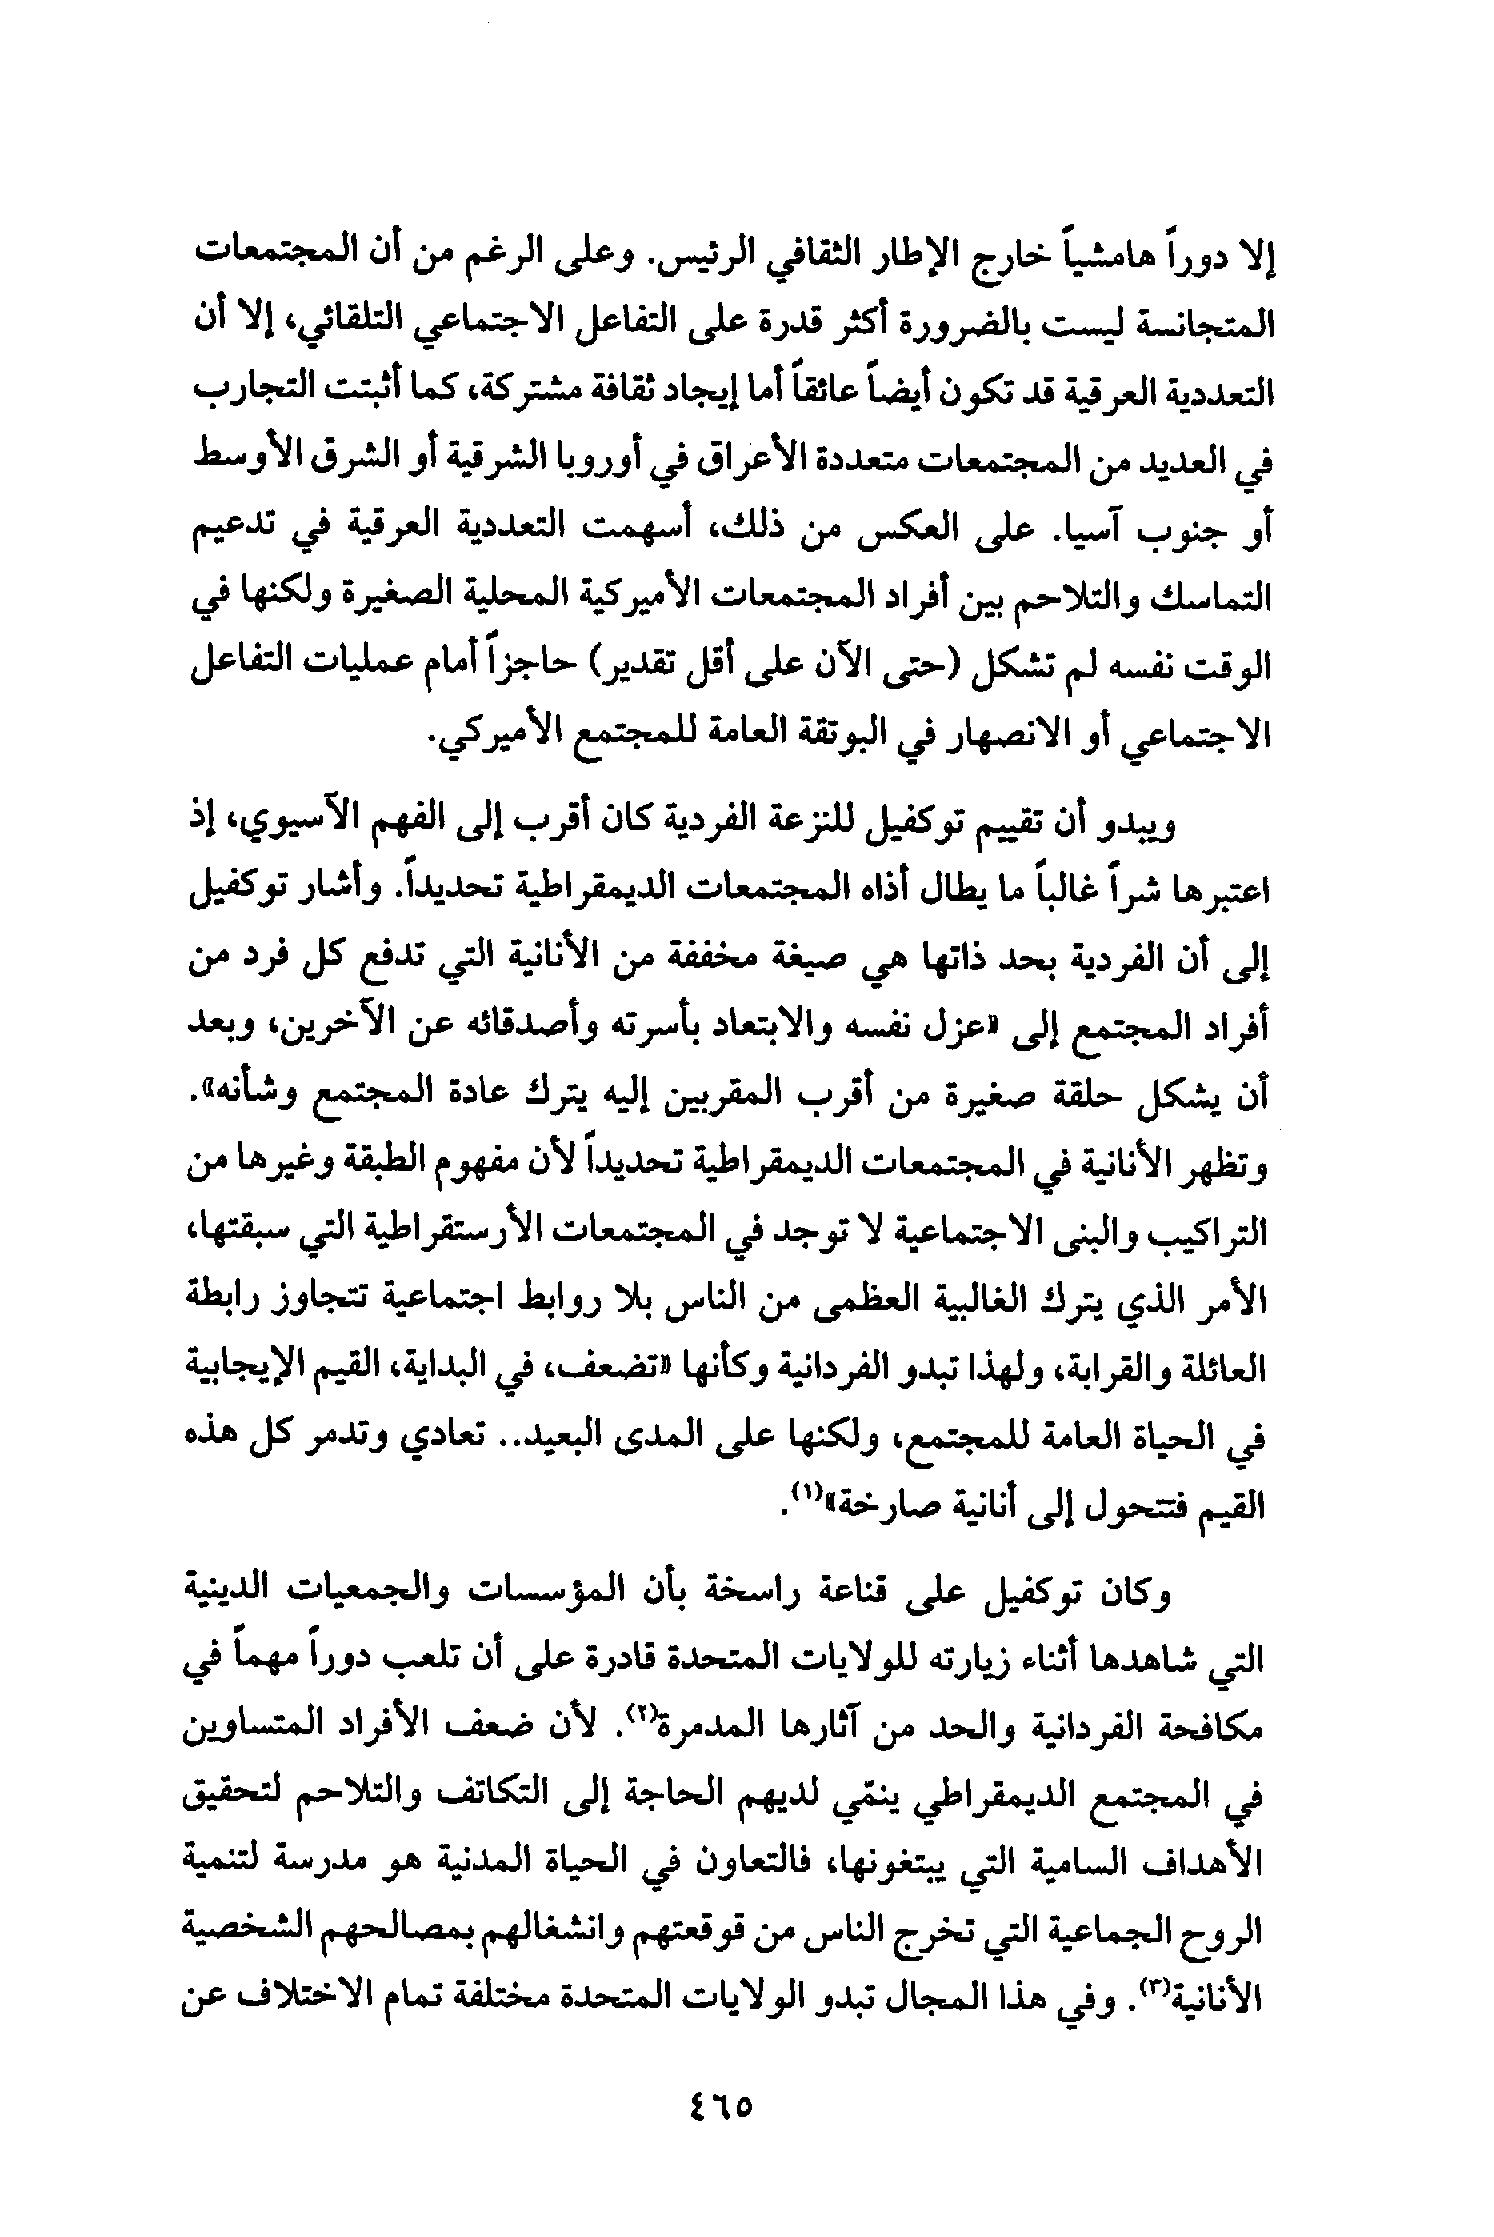 إلا دوراً هامشياً خارج الإطار الثقافي الرئيس. وعلى الرغم من أن المجتمعات
المتجانسة ليست بالضرورة أكثر قدرة على التفاعل الاجتماعي التلقائي، إلا أن
التعددية العرقية قد تكون أيضاً عائقاً أما إيجاد ثقافة مشتركة، كما أثبتت التجارب
في العديد من المجتمعات متعددة الأعراق في أوروبا الشرقية أو الشرق الأوسط
أو جنوب آسيا. على العكس من ذلك، أسهمت التعددية العرقية في تدعيم
التماسك والتلاحم بين أفراد المجتمعات الأميركية المحلية الصغيرة ولكنها في
الوقت نفسه لم تشكل (حتى الآن على أقل تقدير) حاجزاً أمام عمليات التفاعل
الاجتماعي أو الانصهار في البوتقة العامة للمجتمع الأميركي.
ويبدو أن تقييم توكفيل للنزعة الفردية كان أقرب إلى الفهم الآسيوي، إذ
اعتبرها شراً غالباً ما يطال أذاه المجتمعات الديمقراطية تحديداً. وأشار توكفيل
إلى أن الفردية بحد ذاتها هي صيغة مخففة من الأنانية التي تدفع كل فرد من
أفراد المجتمع إلى «عزل نفسه والابتعاد بأسرته وأصدقائه عن الآخرين، وبعد
أن يشكل حلقة صغيرة من أقرب المقربين إليه يترك عادة المجتمع وشأنه».
وتظهر الأنانية في المجتمعات الديمقراطية تحديداً لأن مفهوم الطبقة وغيرها من
التراكيب والبنى الاجتماعية لا توجد في المجتمعات الأرستقراطية التي سبقتها،
الأمر الذي يترك الغالبية العظمى من الناس بلا روابط اجتماعية تتجاوز رابطة
العائلة والقرابة، ولهذا تبدو الفردانية وكأنها «تضعف، في البداية، القيم الإيجابية
في الحياة العامة للمجتمع، ولكنها على المدى البعيد.. تعادي وتدمر كل هذه
القيم فتتحول إلى أنانية صارخة»(١).
وكان توكفيل على قناعة راسخة بأن المؤسسات والجمعيات الدينية
التي شاهدها أثناء زيارته للولايات المتحدة قادرة على أن تلعب دوراً مهماً في
مكافحة الفردانية والحد من آثارها المدمرة(٢). لأن ضعف الأفراد المتساوين
في المجتمع الديمقراطي ينمّي لديهم الحاجة إلى التكاتف والتلاحم لتحقيق
الأهداف السامية التي يبتغونها، فالتعاون في الحياة المدنية هو مدرسة لتنمية
الروح الجماعية التي تخرج الناس من قوقعتهم وانشغالهم بمصالحهم الشخصية
الأنانية(٣). وفي هذا المجال تبدو الولايات المتحدة مختلفة تمام الاختلاف عن
٤٦٥